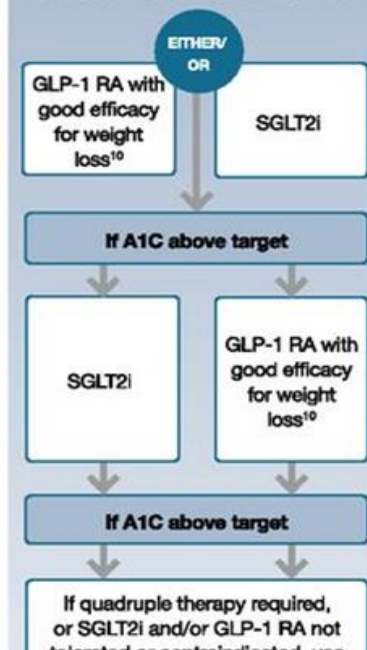 EITHER/
OR
GLP-1 RA with
good efficacy
for weight
loss¹⁰
SGLT2i
If A1C above target
SGLT2i
GLP-1 RA with
good efficacy
for weight
loss¹⁰
If A1C above target
If quadruple therapy required,
or SGLT2i and/or GLP-1 RA not